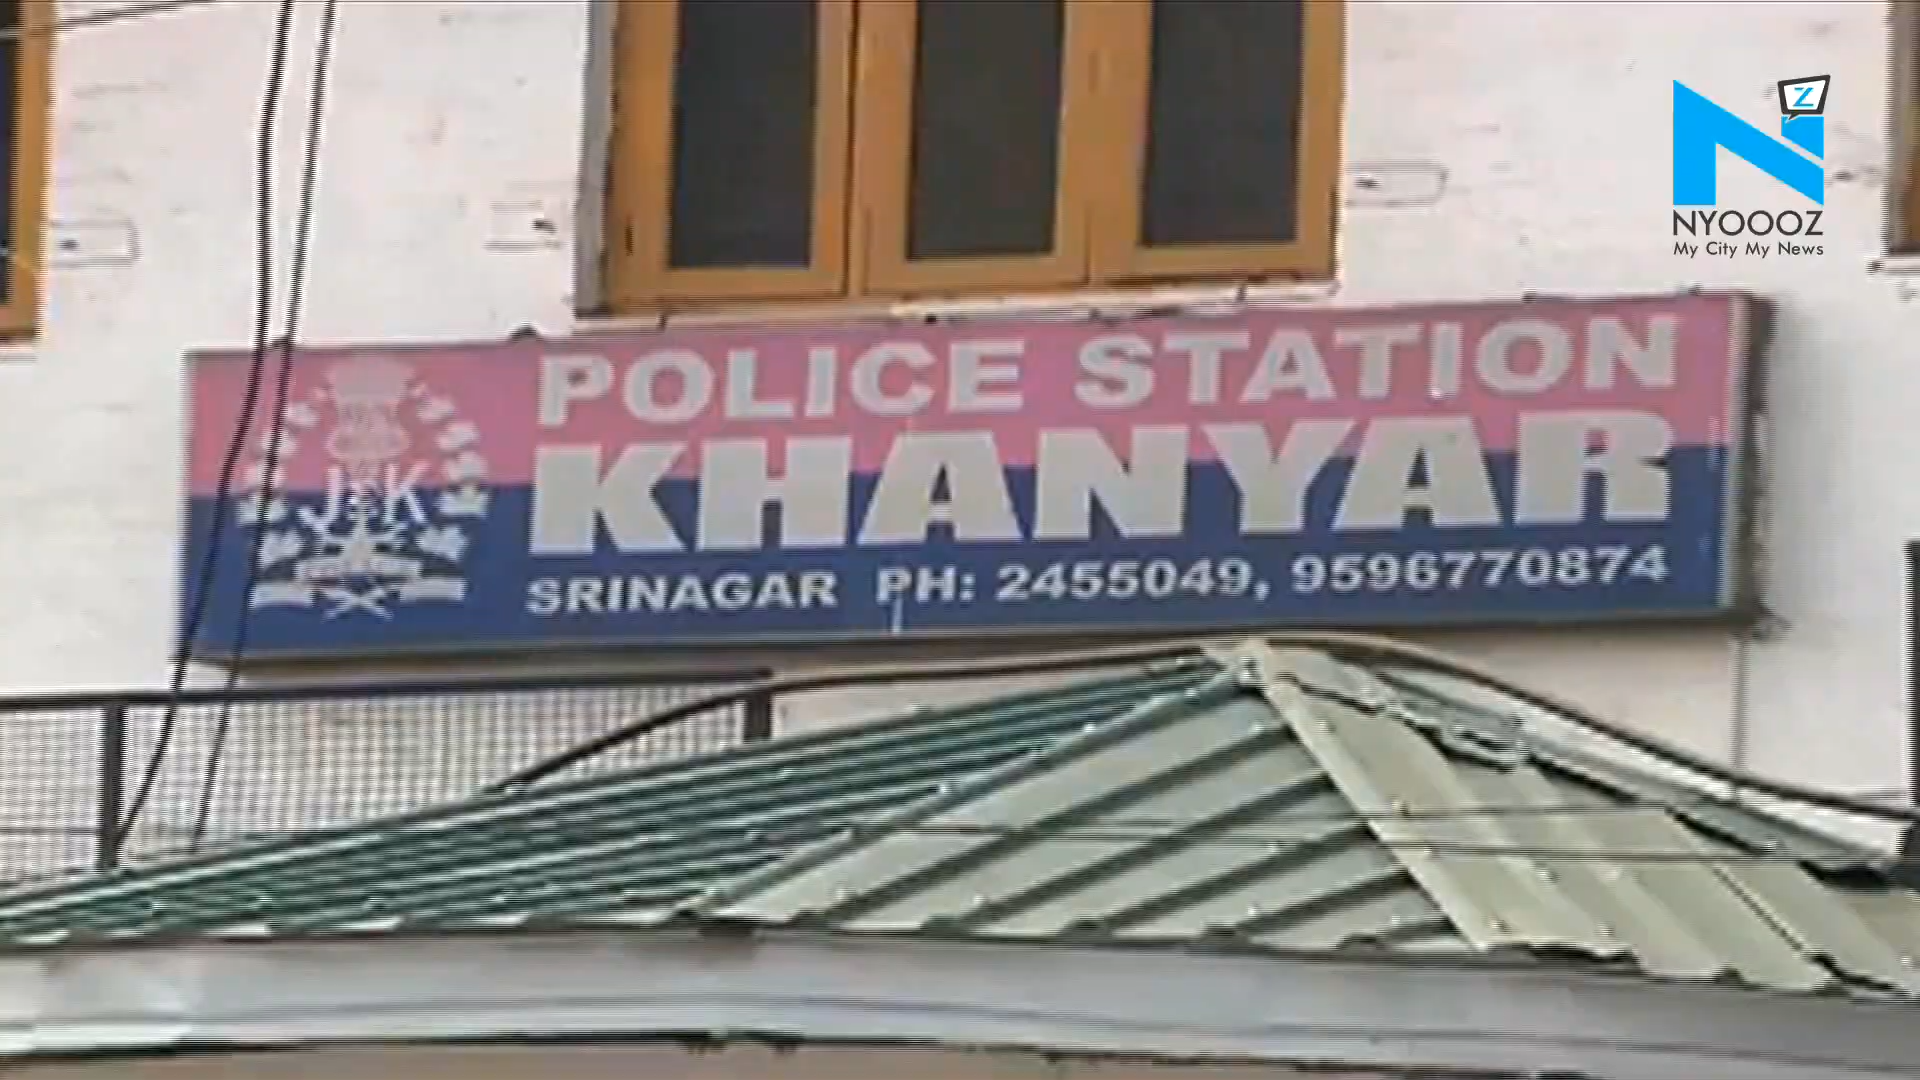 Z
NYOOOZ
My City My News
POLICE STATION
J&K
KHANYAR
SRINAGAR PH: 2455049, 9596770874